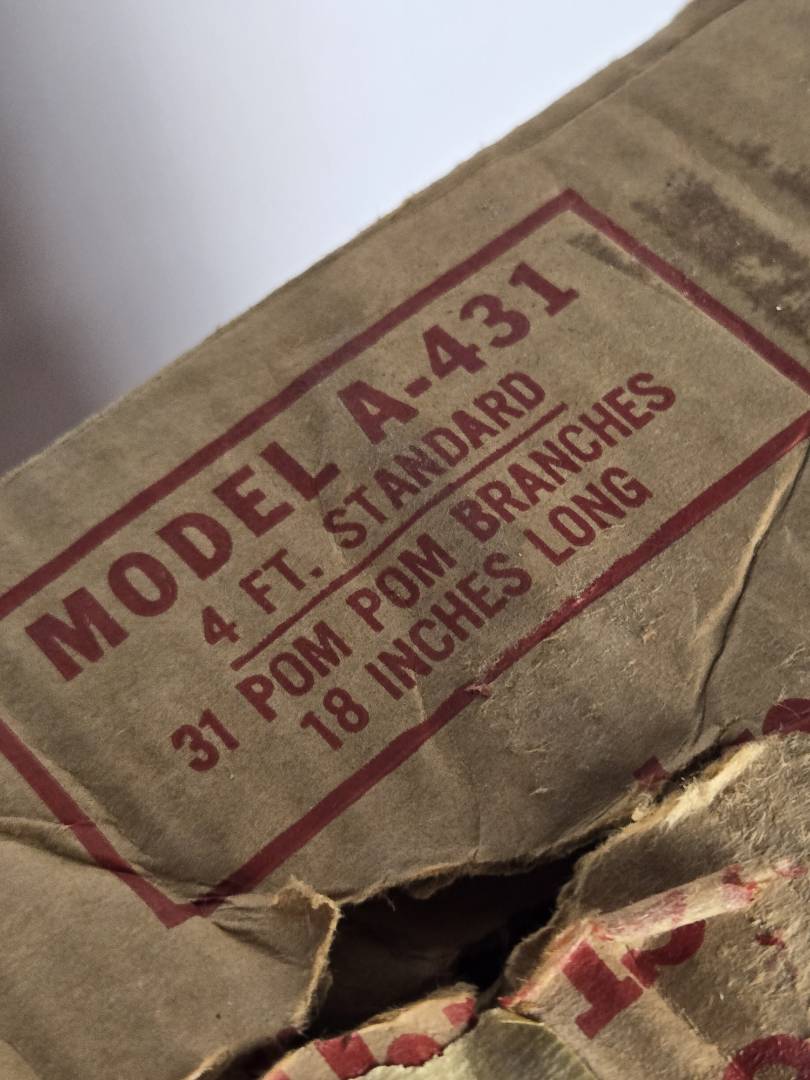 MODEL A-431
4 FT. STANDARD
31 POM POM BRANCHES
18 INCHES LONG